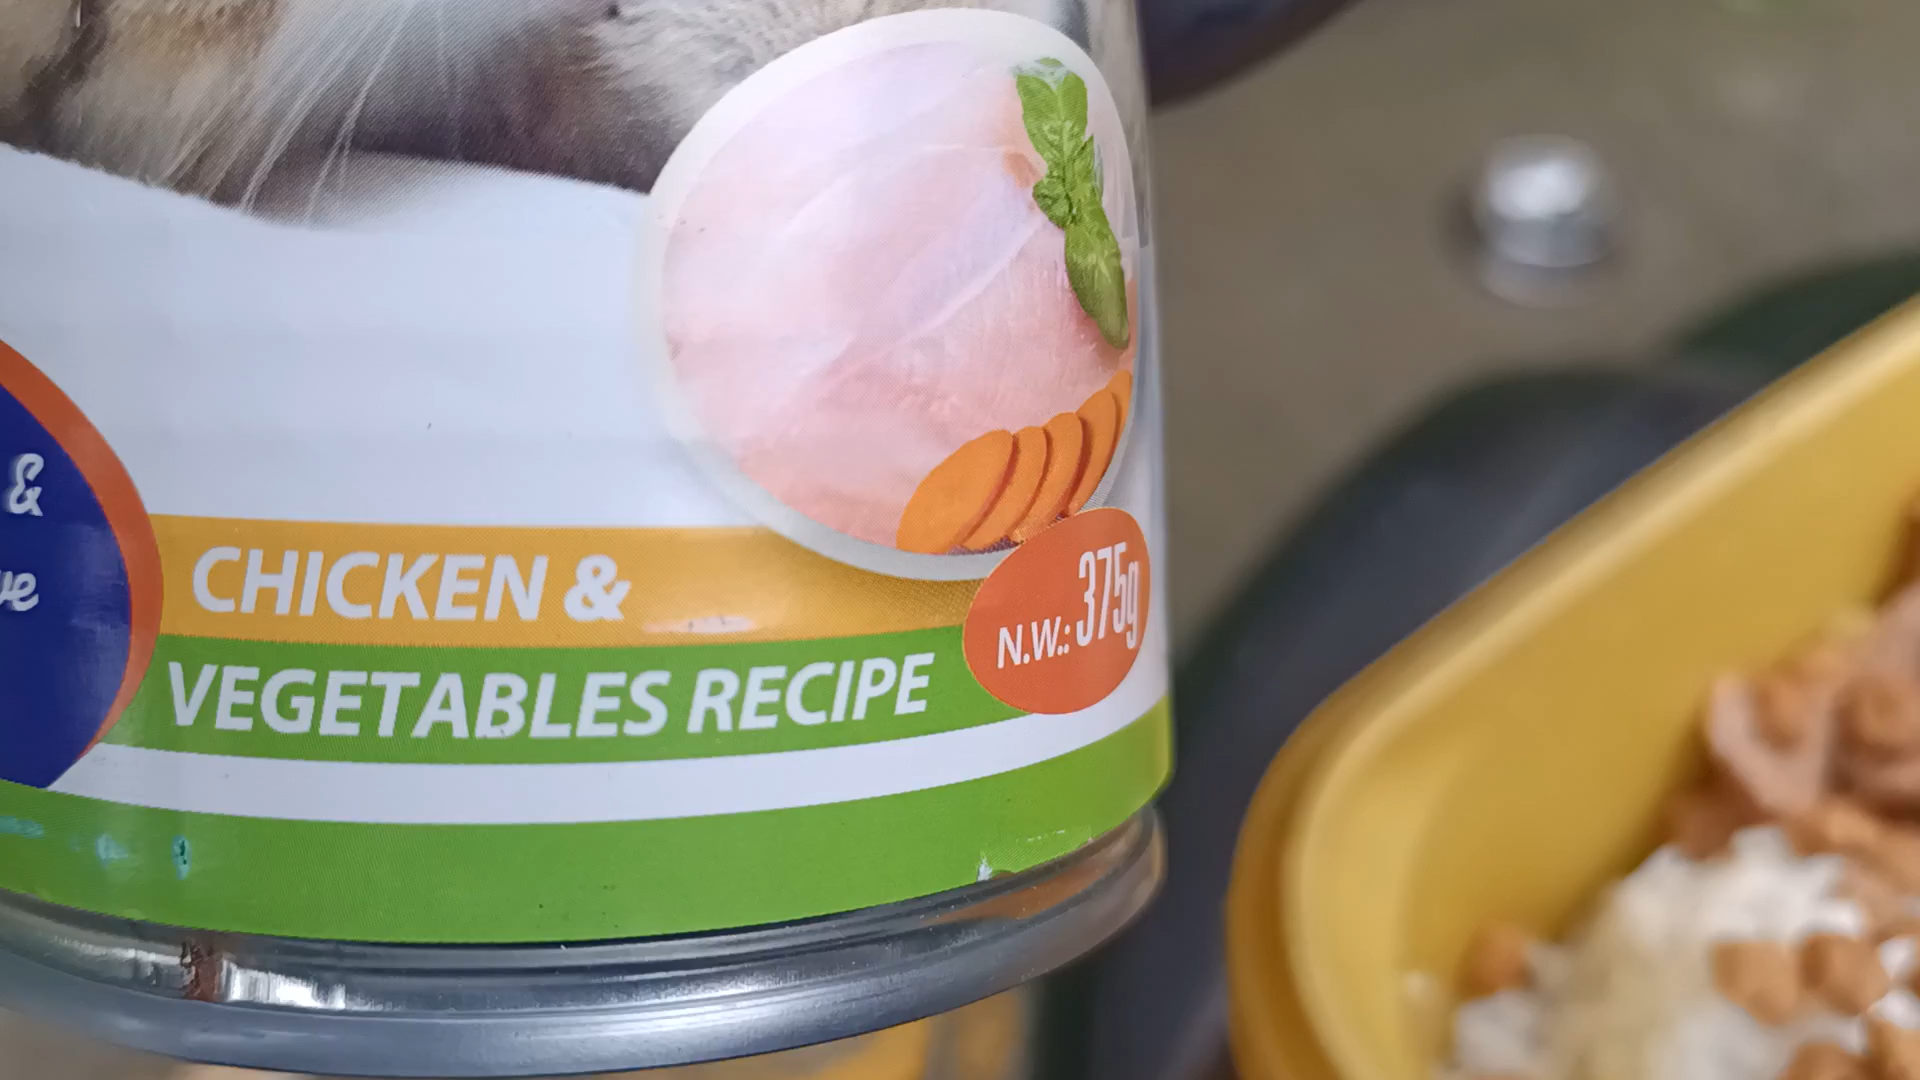 &
CHICKEN &
VEGETABLES RECIPE
N.W.: 375g